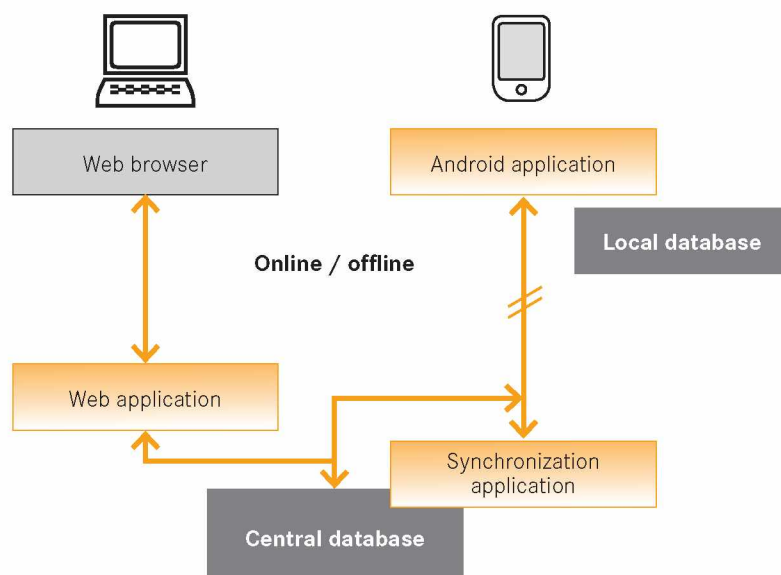 Web browser
Android application
Local database
Online / offline
Web application
Synchronization
application
Central database